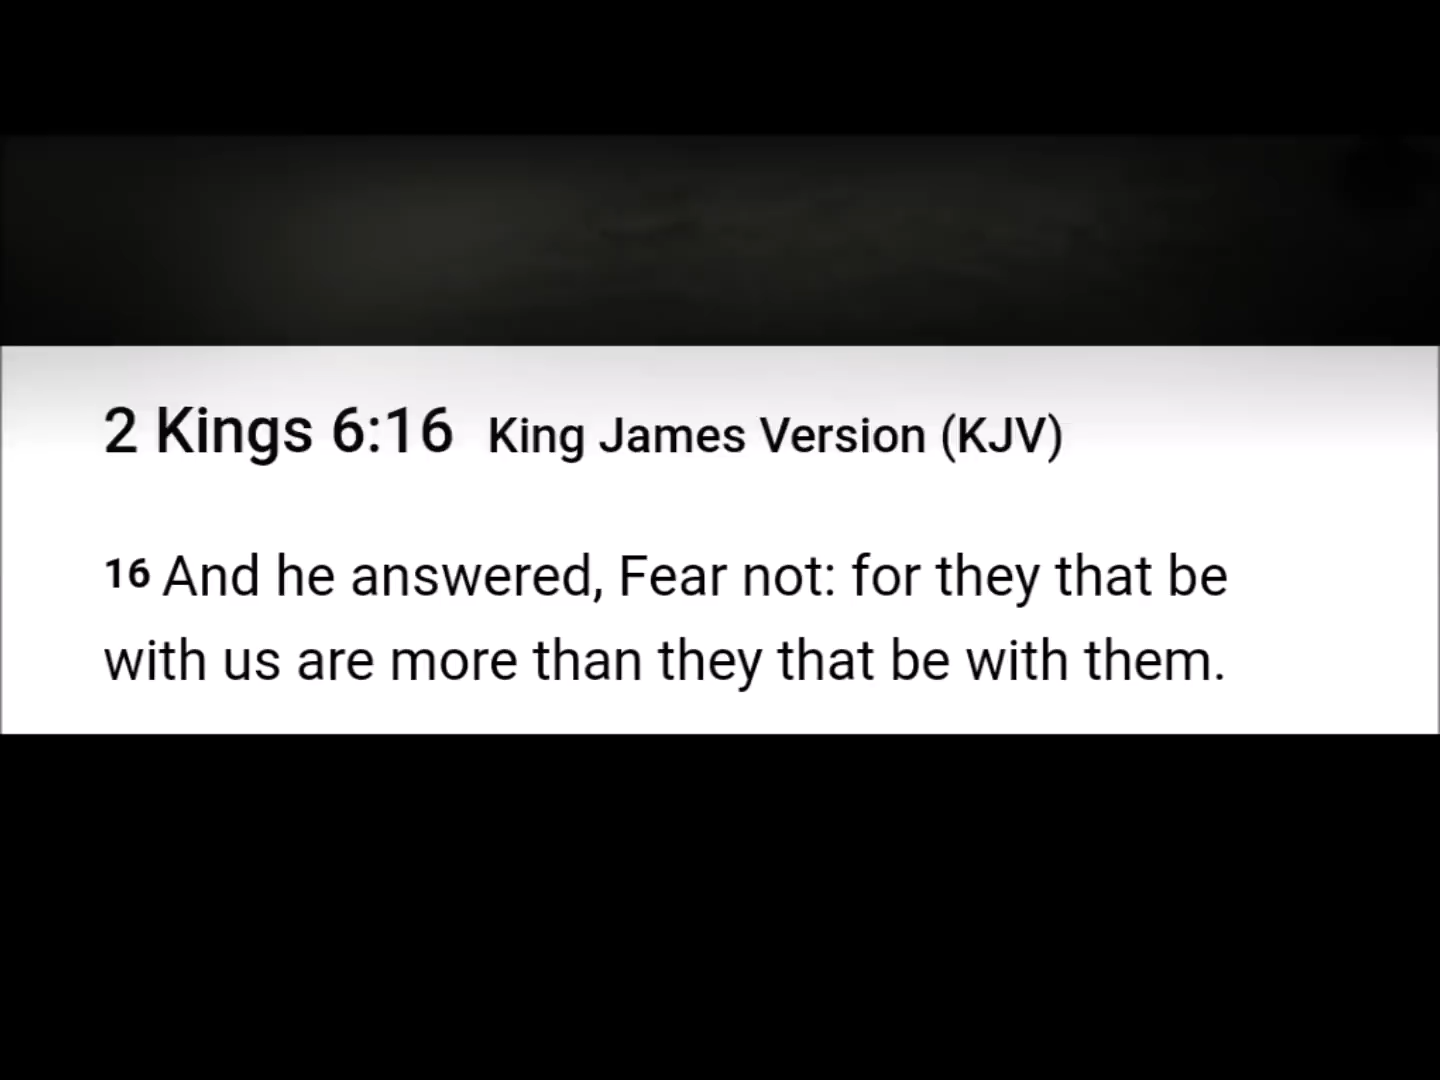 2 Kings 6:16 King James Version (KJV)
16 And he answered, Fear not: for they that be
with us are more than they that be with them.